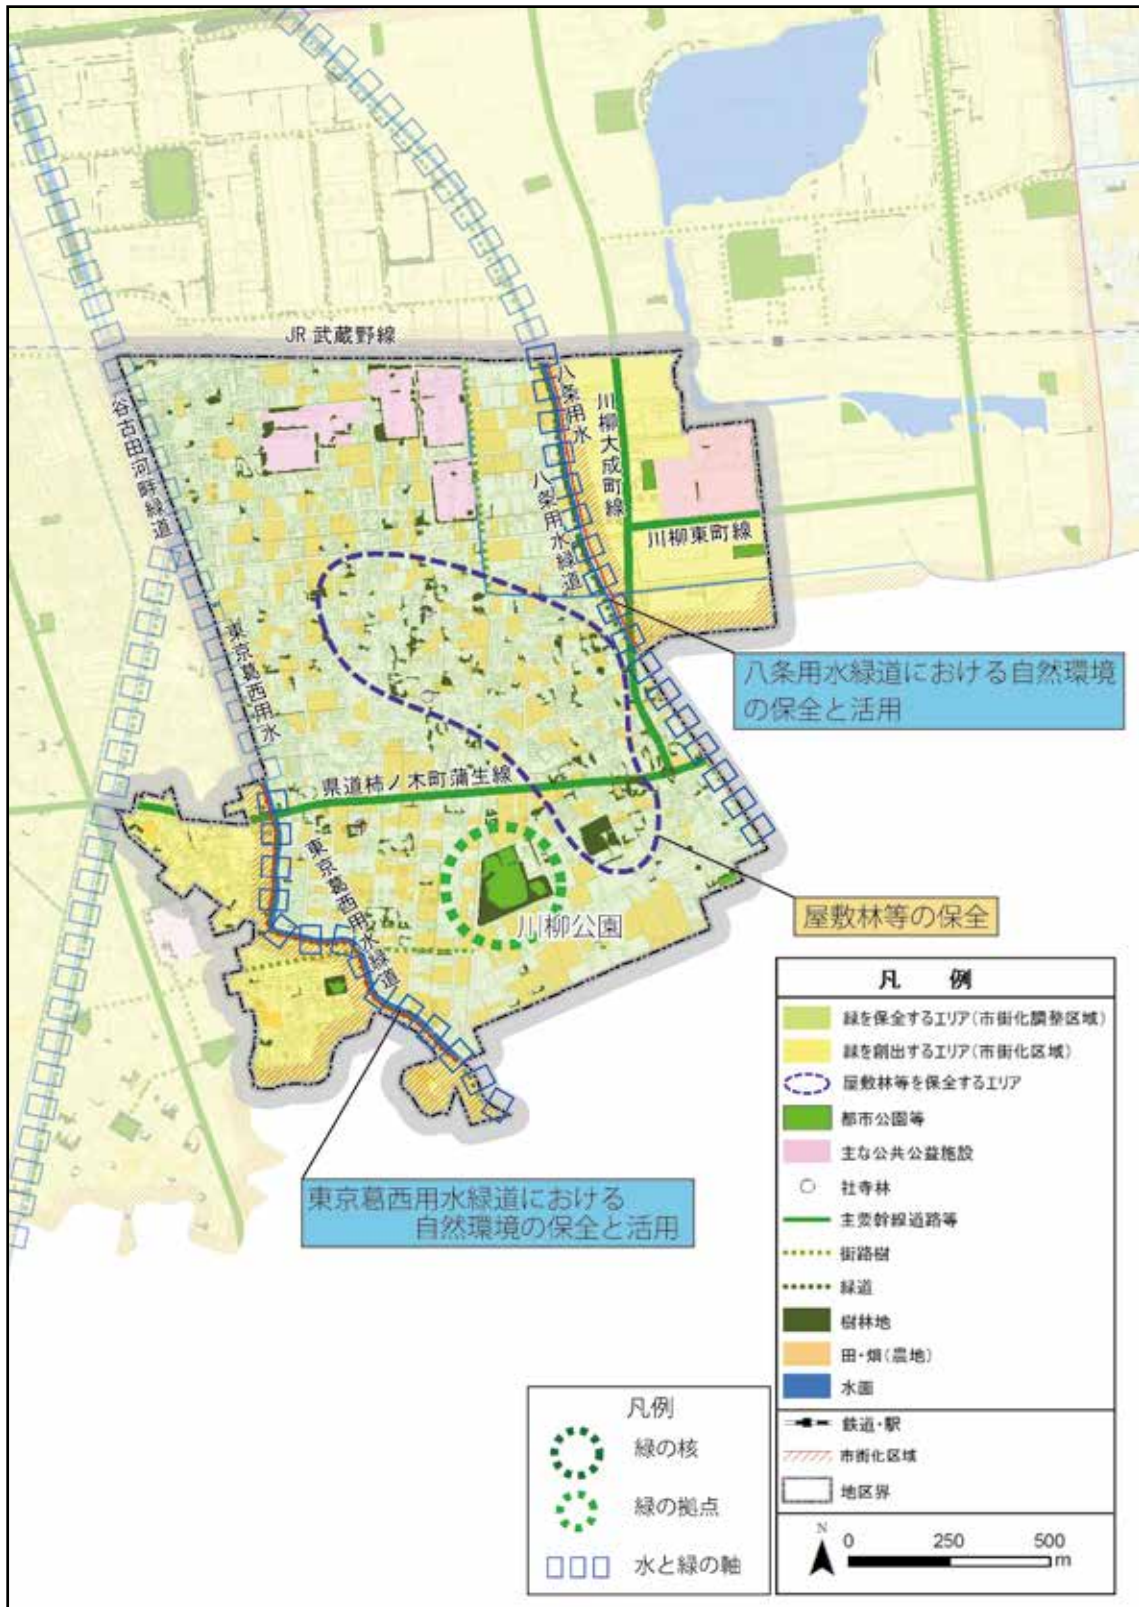 JR 武蔵野線
八条用水
川柳大成町線
谷古田河畔緑道
八条用水緑道
川柳東町線
東京葛西用水
八条用水緑道における自然環境
の保全と活用
県道柿ノ木町蒲生線
東京葛西用水緑道
川柳公園
屋敷林等の保全
東京葛西用水緑道における
自然環境の保全と活用
凡 例
緑を保全するエリア(市街化調整区域)
緑を創出するエリア(市街化区域)
屋敷林等を保全するエリア
都市公園等
主な公共公益施設
社寺林
主要幹線道路等
街路樹
緑道
樹林地
田・畑(農地)
水面
鉄道・駅
市街化区域
地区界
N
0 250 500
m
凡例
緑の核
緑の拠点
水と緑の軸